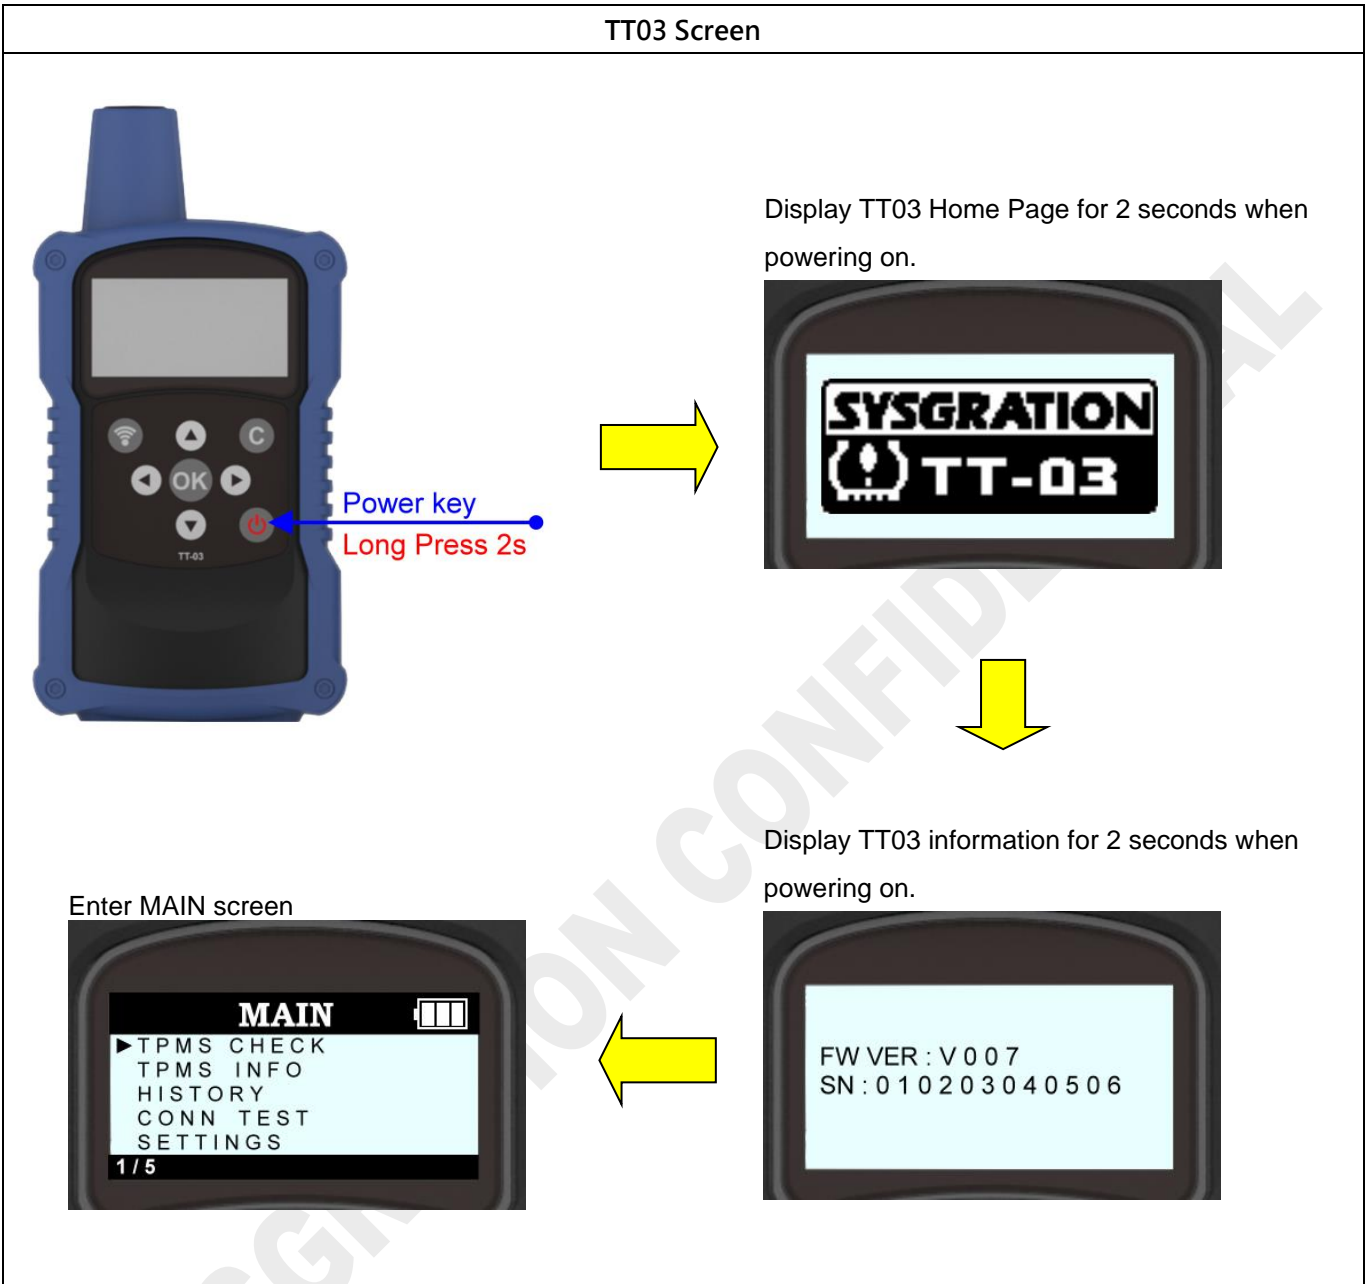 TT03 Screen
C
OK
TT-03
Power key
Long Press 2s
Display TT03 Home Page for 2 seconds when
powering on.
SYSGRATION
TT-03
Display TT03 information for 2 seconds when
powering on.
FW VER : V 0 0 7
SN : 0 1 0 2 0 3 0 4 0 5 0 6
Enter MAIN screen
MAIN
▶TPMS CHECK
TPMS INFO
HISTORY
CONN TEST
SETTINGS
1 / 5